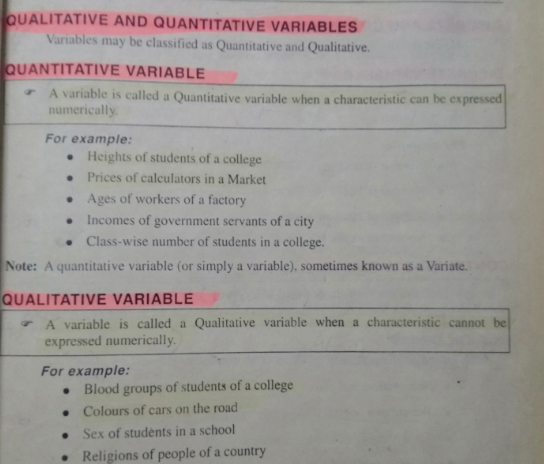 QUALITATIVE AND QUANTITATIVE VARIABLES
Variables may be classified as Quantitative and Qualitative.
QUANTITATIVE VARIABLE
☞ A variable is called a Quantitative variable when a characteristic can be expressed
numerically.
For example:
• Heights of students of a college
• Prices of calculators in a Market
• Ages of workers of a factory
• Incomes of government servants of a city
• Class-wise number of students in a college.
Note: A quantitative variable (or simply a variable), sometimes known as a Variate.
QUALITATIVE VARIABLE
☞ A variable is called a Qualitative variable when a characteristic cannot be
expressed numerically.
For example:
• Blood groups of students of a college
• Colours of cars on the road
• Sex of students in a school
• Religions of people of a country